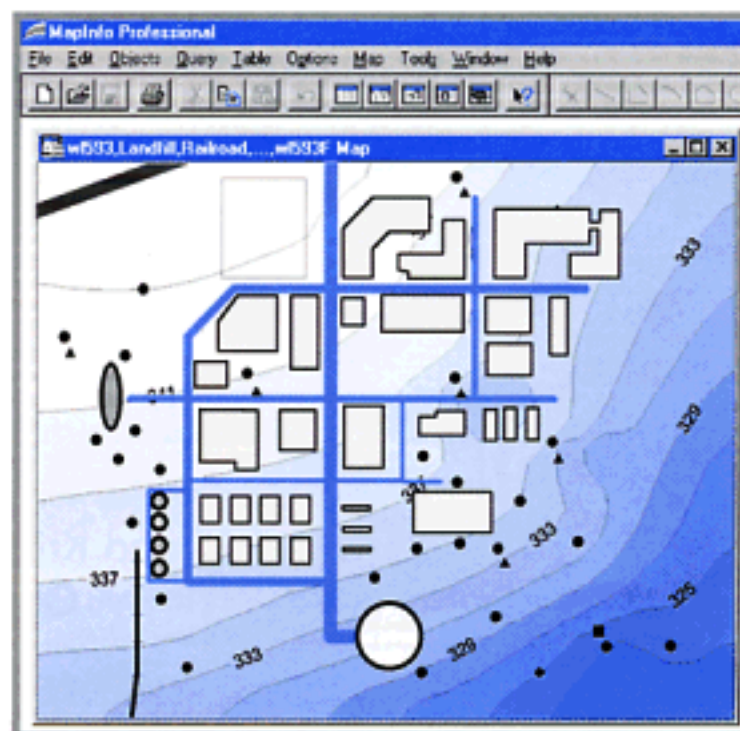 MapInfo Professional
File Edit Objects Query Table Options Map Tools Window Help
wl593,Landfill,Railroad,...,wl593F Map
333
329
333
337
325
333
329